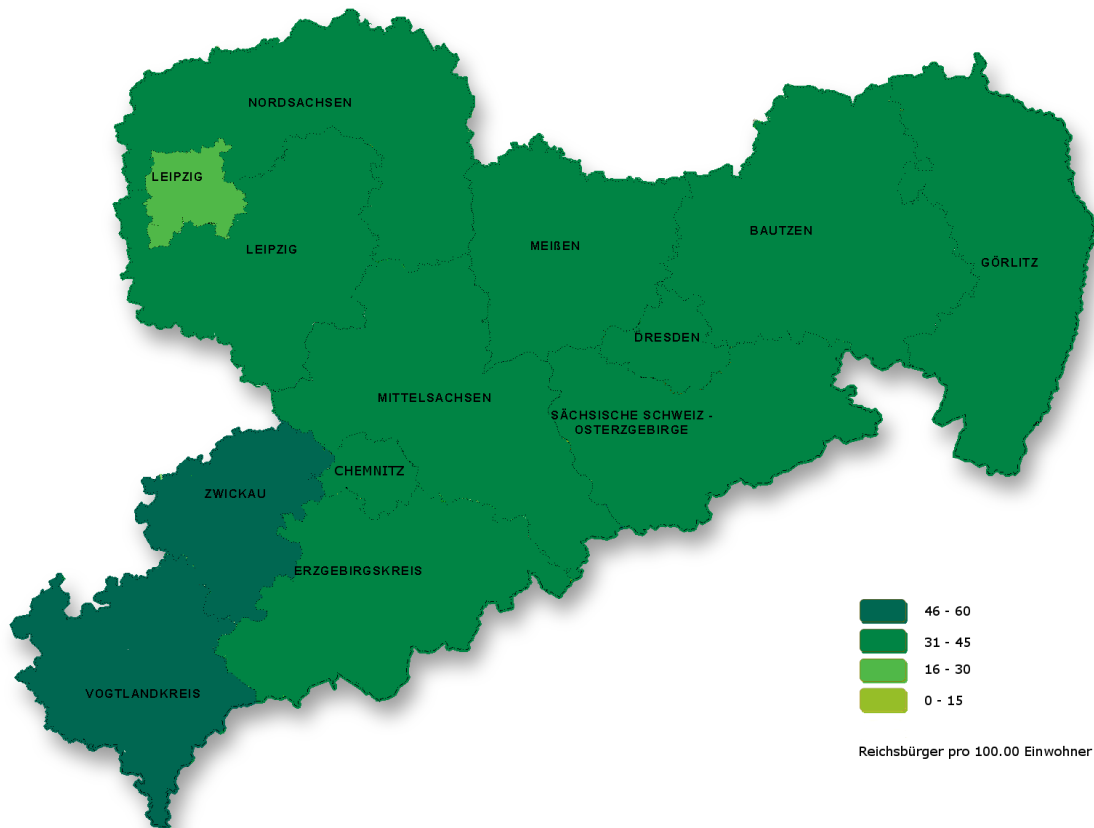 NORDSACHSEN
LEIPZIG
LEIPZIG
MEIßEN
BAUTZEN
GÖRLITZ
DRESDEN
MITTELSACHSEN
SÄCHSISCHE SCHWEIZ -
OSTERZGEBIRGE
CHEMNITZ
ZWICKAU
ERZGEBIRGSKREIS
VOGTLANDKREIS
46 - 60
31 - 45
16 - 30
0 - 15
Reichsbürger pro 100.00 Einwohner